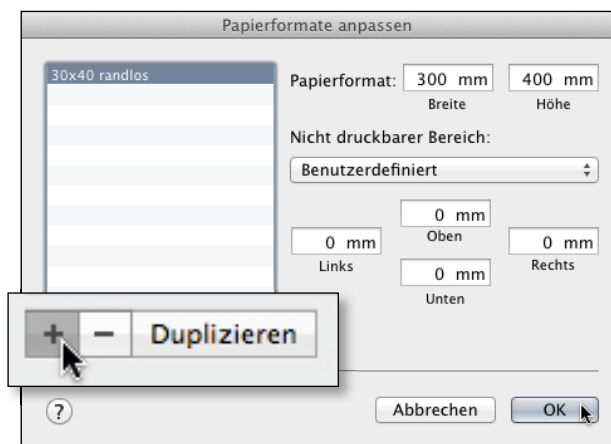 Papierformate anpassen
30x40 randlos
Papierformat: 300 mm 400 mm
Breite Höhe
Nicht druckbarer Bereich:
Benutzerdefiniert
0 mm
Oben
0 mm 0 mm
Links Rechts
0 mm
Unten
+ − Duplizieren
? Abbrechen OK